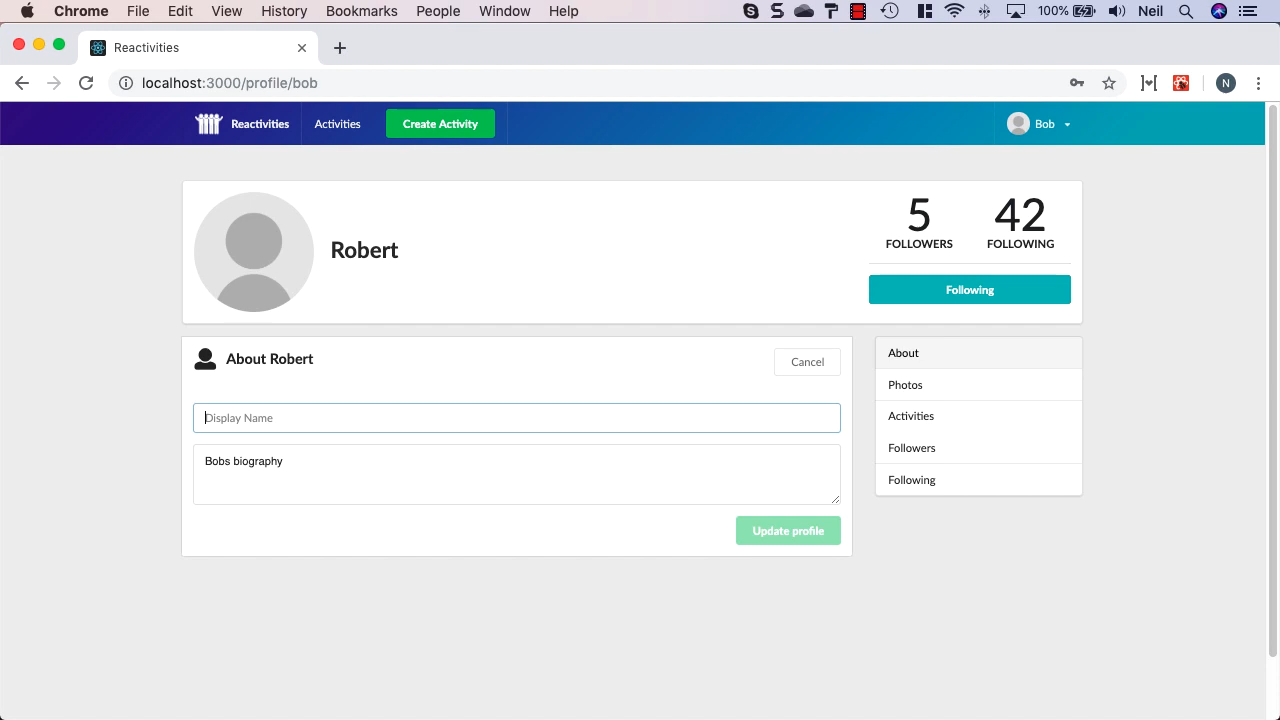 Chrome File Edit View History Bookmarks People Window Help 100% Neil
Reactivities
localhost:3000/profile/bob N
Reactivities Activities Create Activity Bob
Robert
5 42
FOLLOWERS FOLLOWING
Following
About Robert
Cancel
Display Name
Bobs biography
Update profile
About
Photos
Activities
Followers
Following